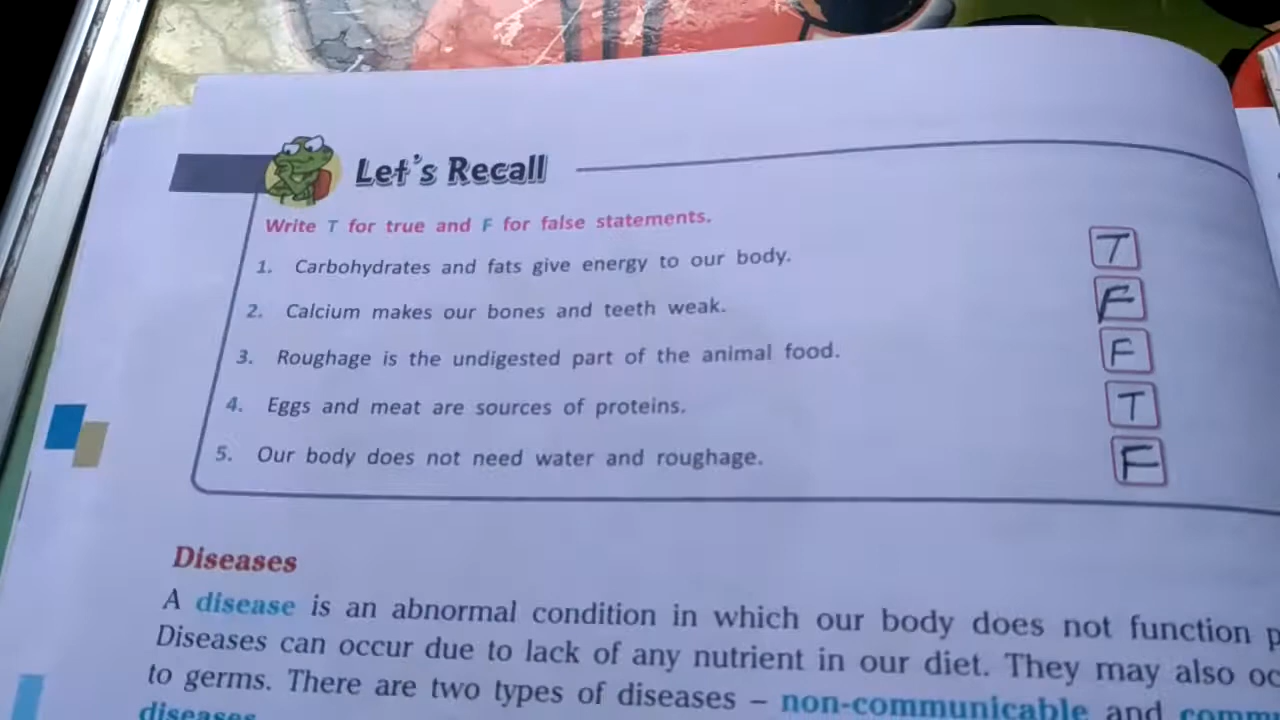 Let's Recall
Write T for true and F for false statements.
1. Carbohydrates and fats give energy to our body. T
2. Calcium makes our bones and teeth weak. F
3. Roughage is the undigested part of the animal food. F
4. Eggs and meat are sources of proteins. T
5. Our body does not need water and roughage. F
Diseases
A disease is an abnormal condition in which our body does not function
Diseases can occur due to lack of any nutrient in our diet. They may also
to germs. There are two types of diseases – non-communicable and
diseases